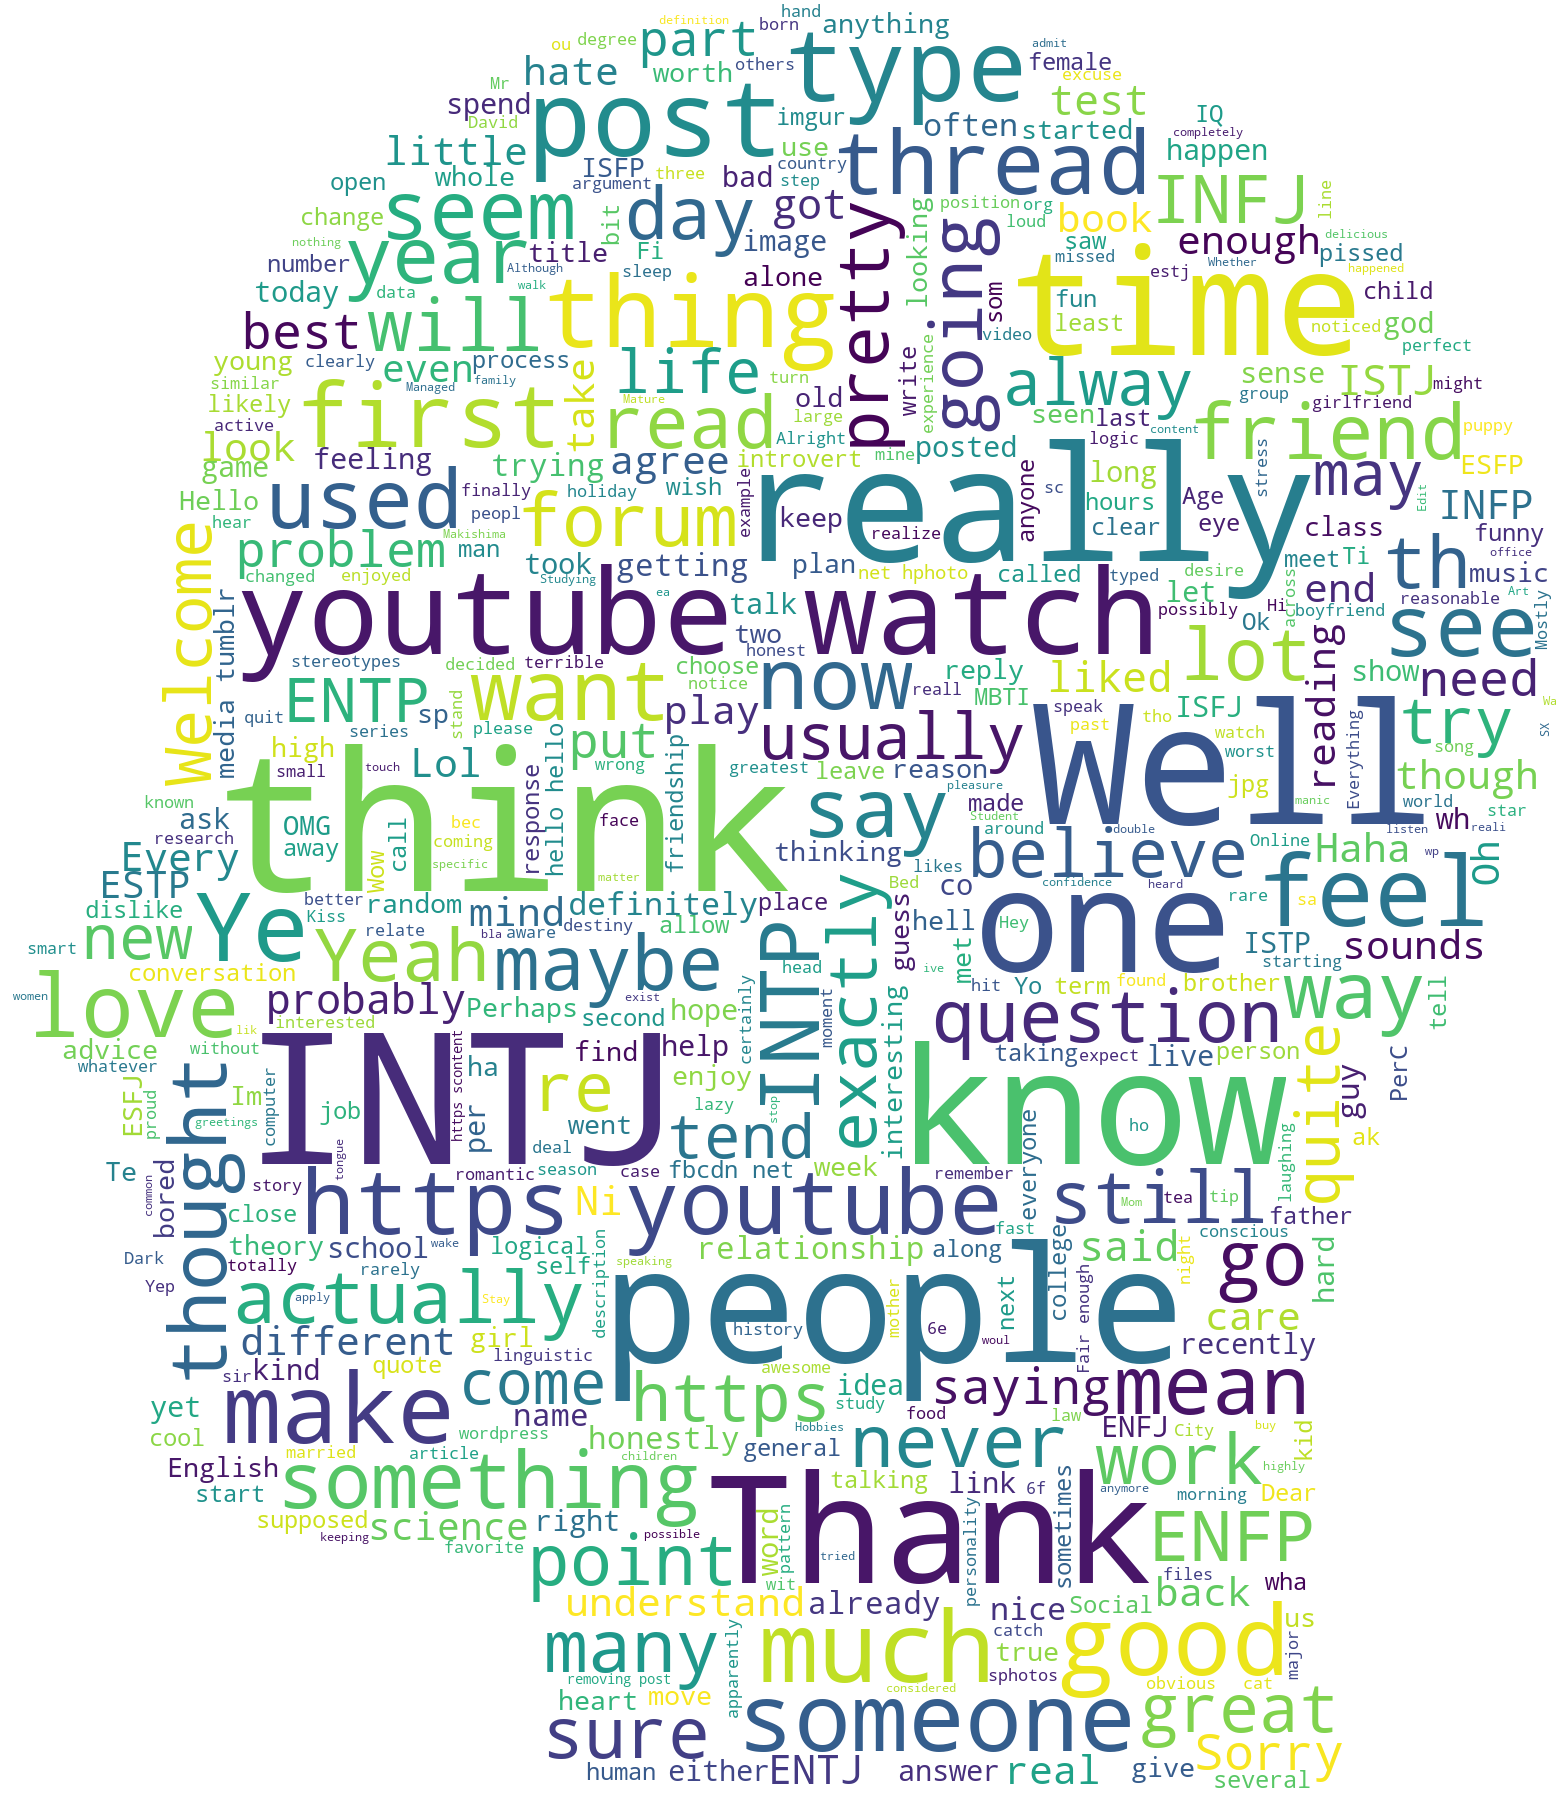 definition
hand
anything
born
ou
degree
part
type
admit
hate
worth
others
female
Mr
excuse
spend
post
imgur
test
IQ
David
often
started
completely
little
use
thread
happen
ISFP
country
open
whole
argument
three
bad
step
INFJ
line
change
seem
bit
day
got
pretty
looking
position
org
loud
book
nothing
year
title
Fi
image
going
saw
enough
delicious
number
Although
sleep
alone
som
missed
estj
Whether
pissed
happened
today
data
walk
thing
time
fun
child
best
will
video
least
noticed
god
young
clearly
even
process
life
write
experience
alway
sense
perfect
similar
Managed
family
take
turn
ISTJ
might
likely
first
Mature
read
old
large
seen
last
group
girlfriend
active
look
feeling
trying
agree
Alright
posted
logic
content
friend
puppy
game
used
introvert
mine
really
long
stress
may
ESFP
Hello
finally
holiday
wish
example
anyone
sc
hours
Age
Edit
INFP
hear
peopl
forum
keep
realize
clear
eye
class
funny
Welcome
problem
Makishima
man
took
getting
plan
net hphoto
called
typed
desire
meet
Ti
th
music
office
changed
enjoyed
Studying
ea
talk
youtube
watch
let
across
end
reasonable
Art
media tumblr
two
possibly
Hi
boyfriend
see
Mostly
honest
Ok
stereotypes
decided
terrible
choose
now
reply
liked
lot
reading
show
need
ENTP
want
notice
reall
MBTI
ISFJ
quit
sp
stand
play
usually
speak
try
Wa
series
please
past
tho
watch
SX
high
Lol
put
wrong
friendship
greatest
leave
reason
Well
worst
Everything
song
small
touch
think
response
hello hello
say
pleasure
jpg
though
known
made
manic
world
star
ask
OMG
bec
face
Student
wh
research
away
call
coming
thinking
around
double
Online
listen
reali
Every
Wow
specific
matter
likes
believe
Haha
wp
Oh
ESTP
better
random
mind
definitely
place
exactly
Bed
co
confidence
heard
feel
dislike
Kiss
rare
sa
new
Ye
relate
bla
aware
destiny
allow
guess
hell
Hey
one
ISTP
smart
Yeah
maybe
INTP
met
sounds
conversation
head
ive
starting
women
love
probably
Perhaps
exist
hope
interesting
hit
Yo
term
found
brother
way
tell
lik
interested
second
certainly
moment
question
advice
without
INTJ
https scontent
find
help
taking
expect
live
person
PerC
whatever
thought
ha
re
enjoy
know
quite
guy
ESFJ
proud
Im
computer
job
per
went
lazy
stop
ho
greetings
tend
everyone
ak
Te
tongue
deal
fbcdn net
week
laughing
bored
common
story
romantic
season
case
remember
tea
tip
close
https
Ni
youtube
still
Mom
father
Dark
theory
school
wake
logical
relationship
along
fast
college
said
conscious
totally
rarely
self
description
speaking
night
go
hard
Yep
actually
apply
Stay
people
mother
next
care
different
girl
history
6e
woul
Fair enough
recently
sir
kind
quote
linguistic
awesome
idea
saying
mean
yet
make
come
https
study
cool
name
food
law
ENFJ
City
buy
kid
wordpress
honestly
Hobbies
general
never
married
article
children
work
highly
English
something
talking
link
6f
anymore
start
Thank
sometimes
morning
Dear
supposed
science
right
possible
word
pattern
ENFP
keeping
favorite
point
tried
personality
wit
files
wha
understand
already
nice
Social
back
us
many
apparently
much
catch
true
good
major
removing post
sphotos
heart
move
considered
obvious
cat
sure
someone
great
Sorry
human
either
ENTJ
answer
real
give
several